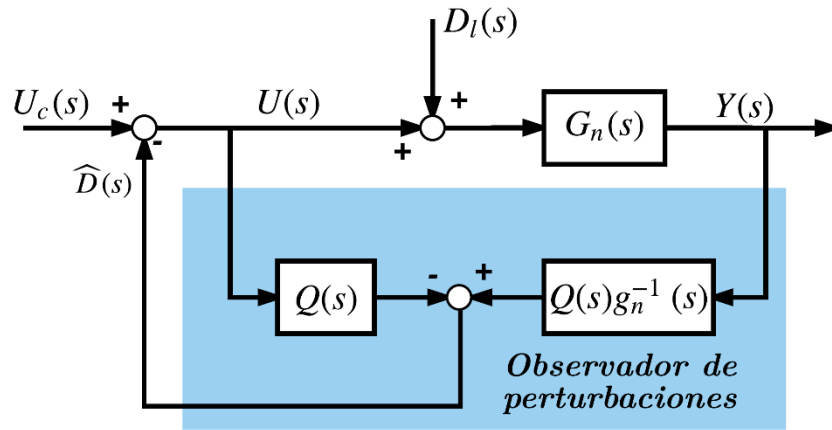 D_l(s)
U_c(s)
+
-
U(s)
+
+
G_n(s)
Y(s)
\widehat{D}(s)
Q(s)
-
+
Q(s)g_n^{-1}(s)
Observador de
perturbaciones